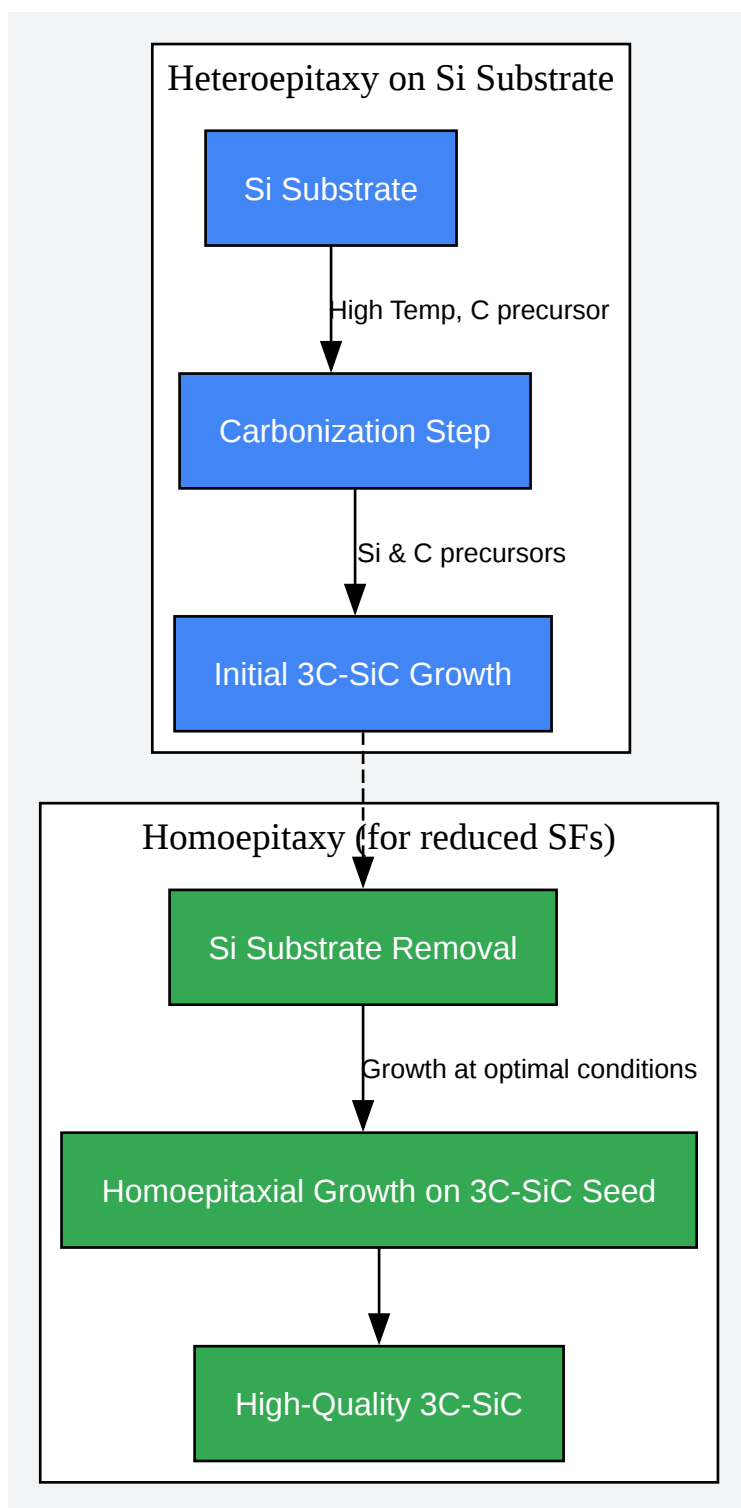 Heteroepitaxy on Si Substrate
Si Substrate
High Temp, C precursor
Carbonization Step
Si & C precursors
Initial 3C-SiC Growth
Homoepitaxy (for reduced SFs)
Si Substrate Removal
Growth at optimal conditions
Homoepitaxial Growth on 3C-SiC Seed
High-Quality 3C-SiC